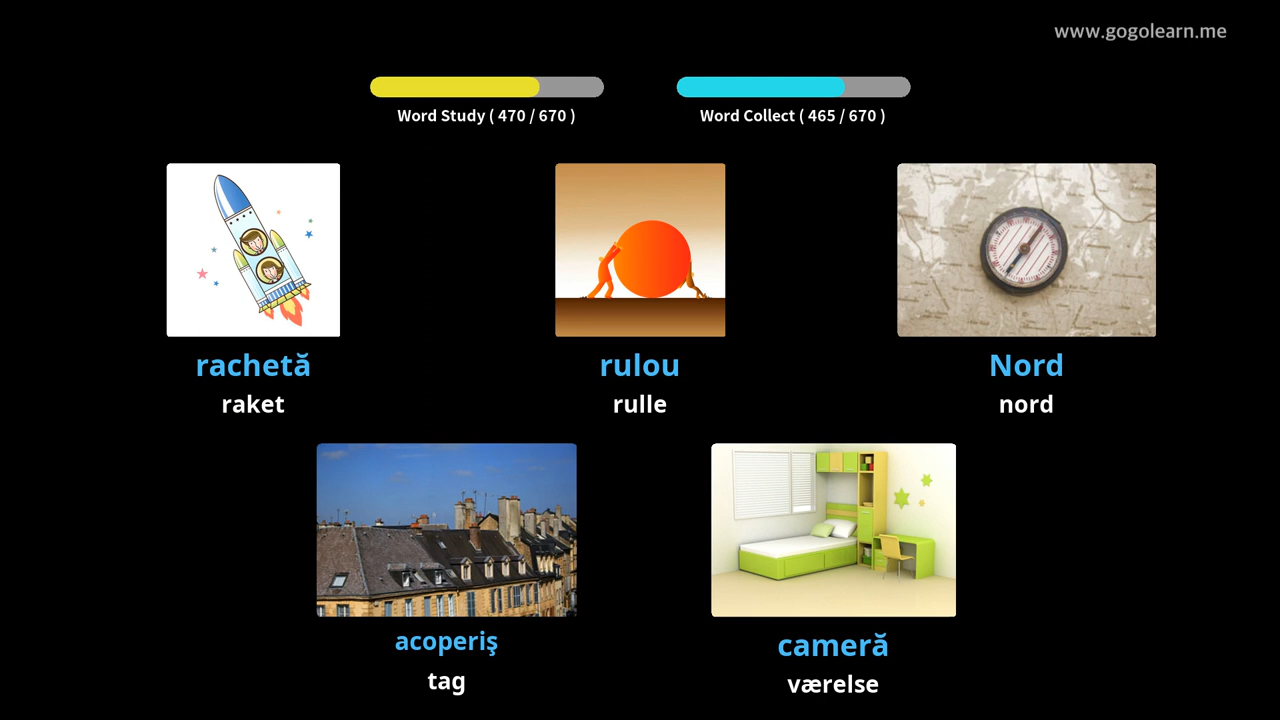 www.gogolearn.me
Word Study ( 470 / 670 )
Word Collect ( 465 / 670 )
rachetă
rulou
Nord
raket
rulle
nord
acoperiş
cameră
tag
værelse